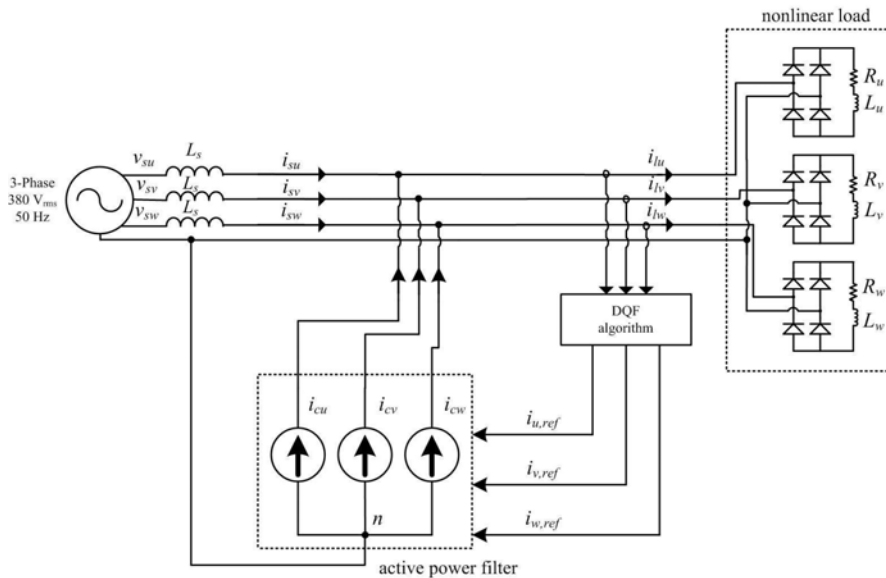 nonlinear load
R_u
L_u
v_su
L_s
i_su
i_lu
3-Phase
380 V_rms
50 Hz
v_sv
L_s
i_sv
i_lv
R_v
L_v
v_sw
L_s
i_sw
i_lw
R_w
L_w
DQF
algorithm
i_cu
i_cv
i_cw
i_u,ref
i_v,ref
n
i_w,ref
active power filter